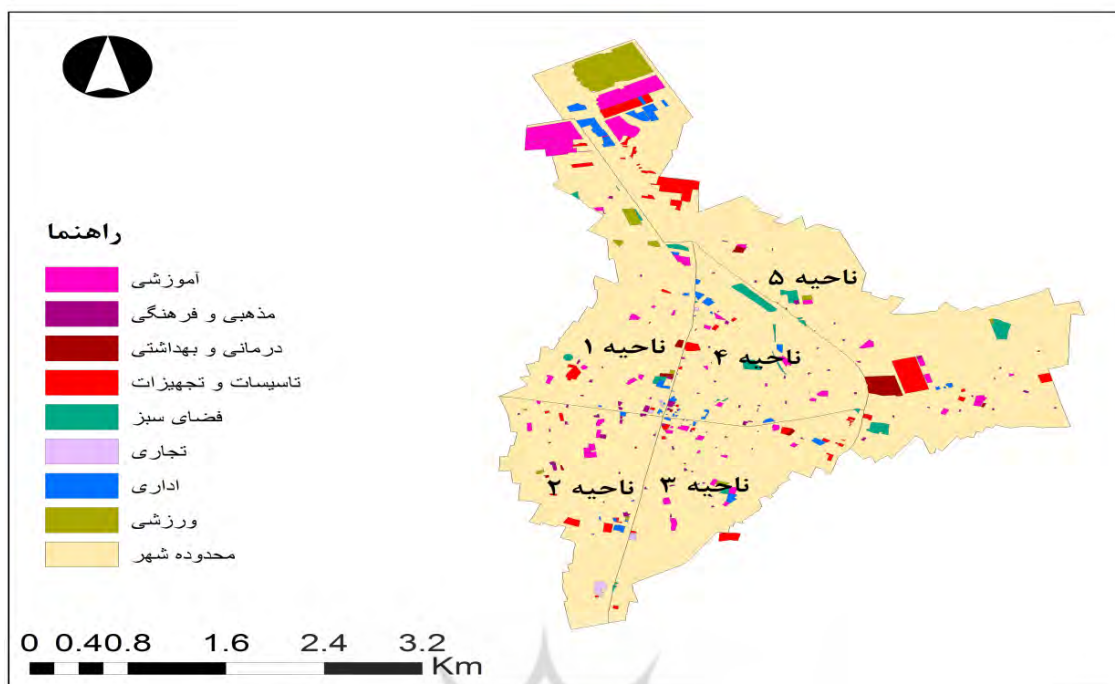 راهنما
آموزشی
مذهبی و فرهنگی
درمانی و بهداشتی
تاسیسات و تجهیزات
فضای سبز
تجاری
اداری
ورزشی
محدوده شهر
ناحیه ۵
ناحیه ۱
ناحیه ۴
ناحیه ۲
ناحیه ۳
0 0.40.8 1.6 2.4 3.2
Km